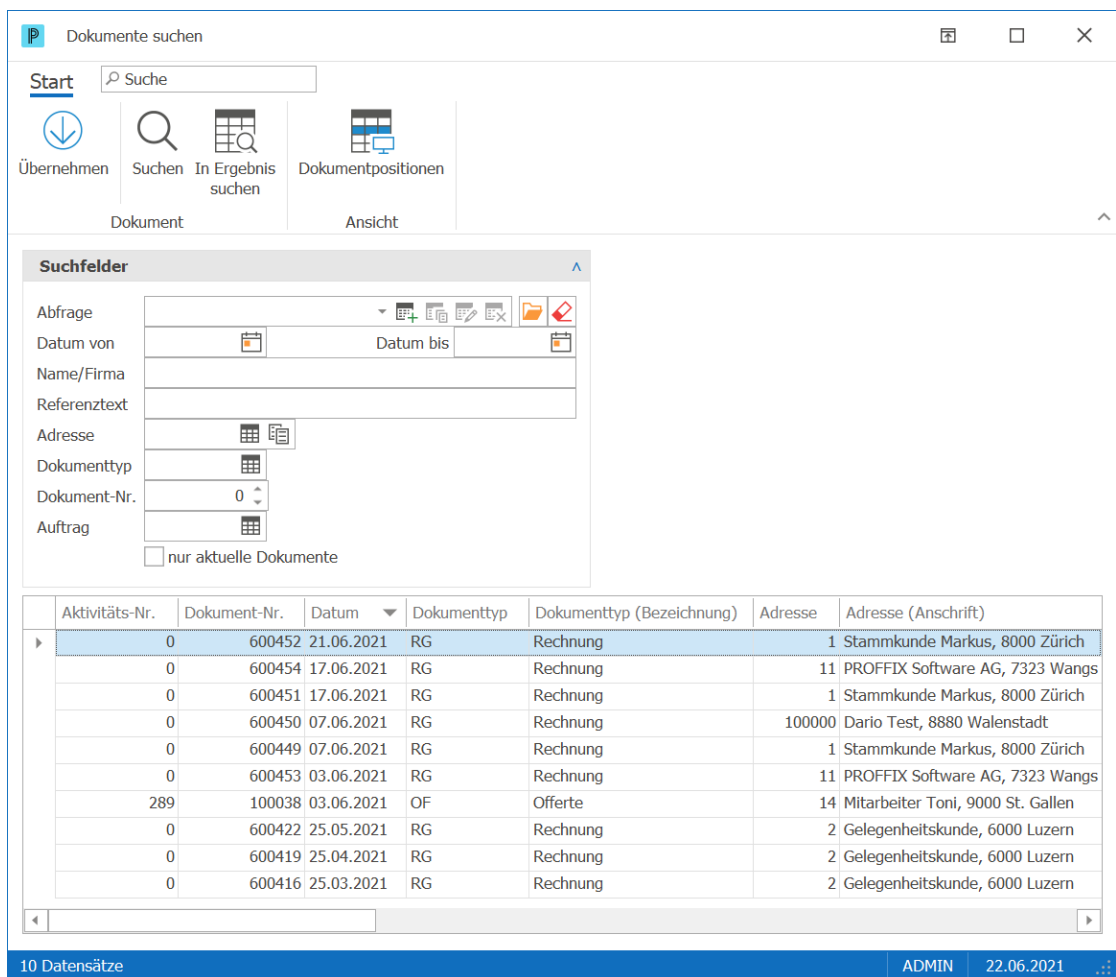 Dokumente suchen
Start Suche
Übernehmen Suchen In Ergebnis suchen Dokumentpositionen
Dokument Ansicht
Suchfelder
Abfrage
Datum von Datum bis
Name/Firma
Referenztext
Adresse
Dokumenttyp
Dokument-Nr. 0
Auftrag
nur aktuelle Dokumente
Aktivitäts-Nr. Dokument-Nr. Datum Dokumenttyp Dokumenttyp (Bezeichnung) Adresse Adresse (Anschrift)
0 600452 21.06.2021 RG Rechnung 1 Stammkunde Markus, 8000 Zürich
0 600454 17.06.2021 RG Rechnung 11 PROFFIX Software AG, 7323 Wangs
0 600451 17.06.2021 RG Rechnung 1 Stammkunde Markus, 8000 Zürich
0 600450 07.06.2021 RG Rechnung 100000 Dario Test, 8880 Walenstadt
0 600449 07.06.2021 RG Rechnung 1 Stammkunde Markus, 8000 Zürich
0 600453 03.06.2021 RG Rechnung 11 PROFFIX Software AG, 7323 Wangs
289 100038 03.06.2021 OF Offerte 14 Mitarbeiter Toni, 9000 St. Gallen
0 600422 25.05.2021 RG Rechnung 2 Gelegenheitskunde, 6000 Luzern
0 600419 25.04.2021 RG Rechnung 2 Gelegenheitskunde, 6000 Luzern
0 600416 25.03.2021 RG Rechnung 2 Gelegenheitskunde, 6000 Luzern
10 Datensätze ADMIN 22.06.2021